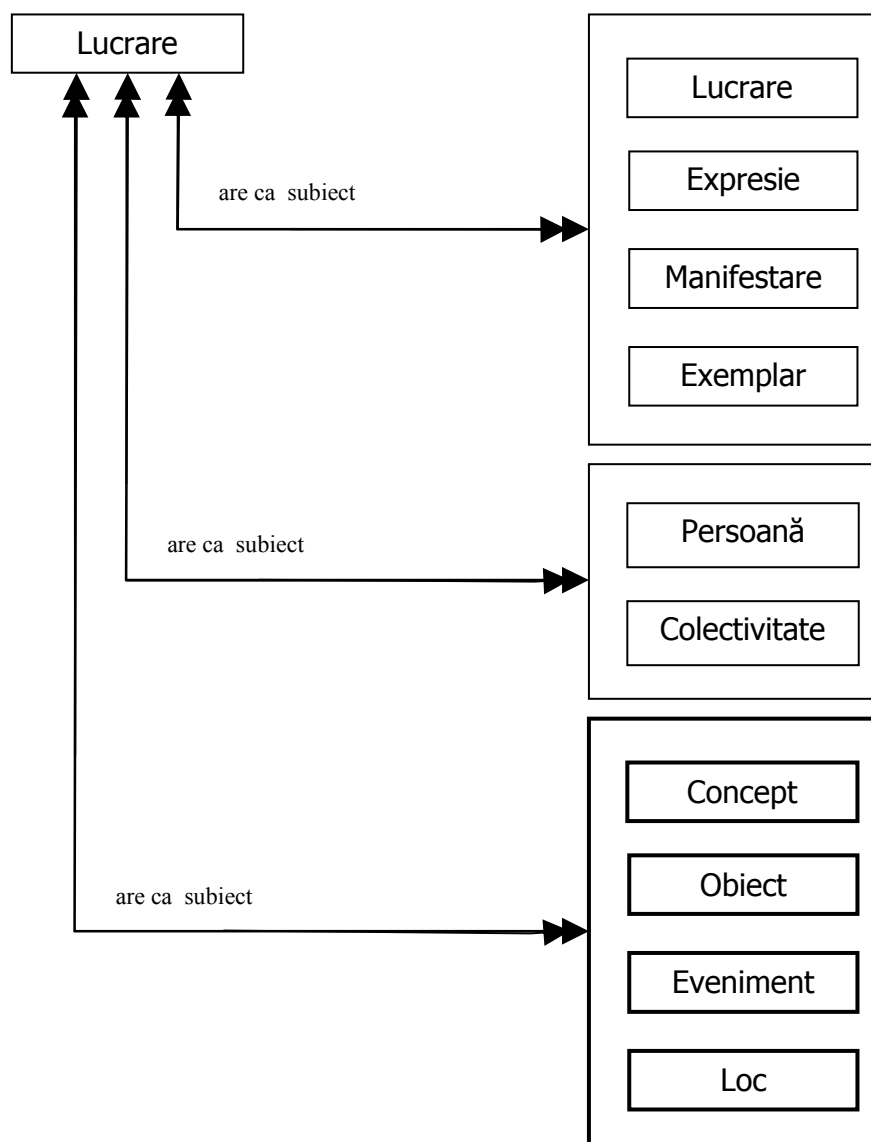 Lucrare
Lucrare
Expresie
are ca subiect
Manifestare
Exemplar
Persoană
are ca subiect
Colectivitate
Concept
Obiect
are ca subiect
Eveniment
Loc